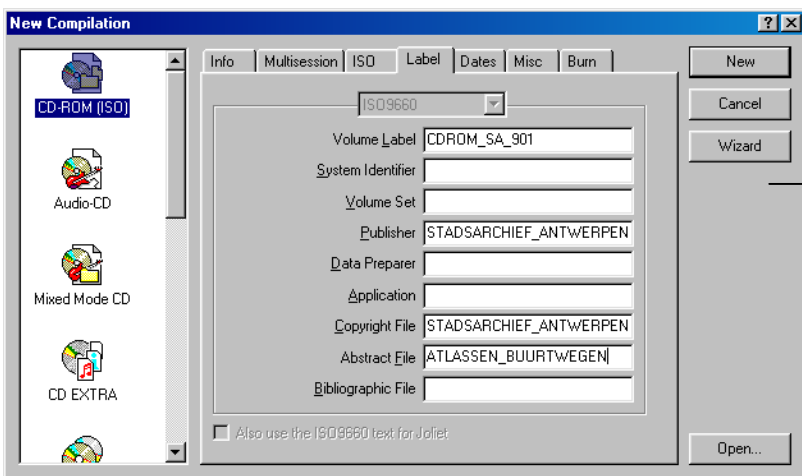 New Compilation
CD-ROM (ISO)
Audio-CD
Mixed Mode CD
CD EXTRA
Info Multisession ISO Label Dates Misc Burn
ISO9660
Volume Label CDROM_SA_901
System Identifier
Volume Set
Publisher STADSARCHIEF_ANTWERPEN
Data Preparer
Application
Copyright File STADSARCHIEF_ANTWERPEN
Abstract File ATLASSEN_BUURTWEGEN
Bibliographic File
Also use the ISO9660 text for Joliet
New
Cancel
Wizard
Open...